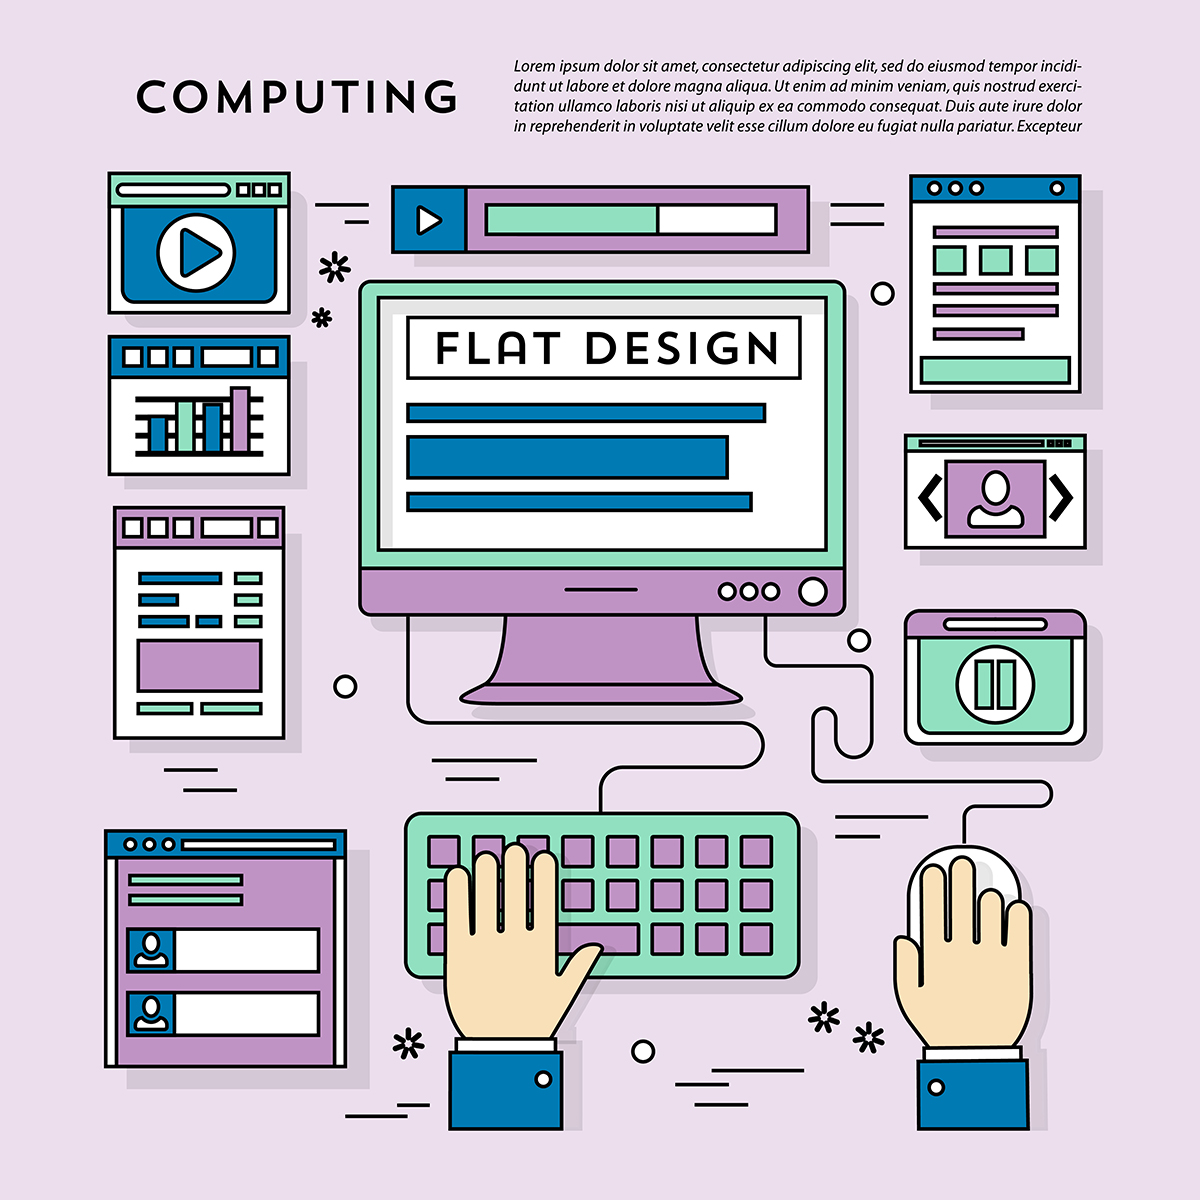 COMPUTING
Lorem ipsum dolor sit amet, consectetur adipiscing elit, sed do eiusmod tempor incidi-
dunt ut labore et dolore magna aliqua. Ut enim ad minim veniam, quis nostrud exerci-
tation ullamco laboris nisi ut aliquip ex ea commodo consequat. Duis aute irure dolor
in reprehenderit in voluptate velit esse cillum dolore eu fugiat nulla pariatur. Excepteur
FLAT DESIGN